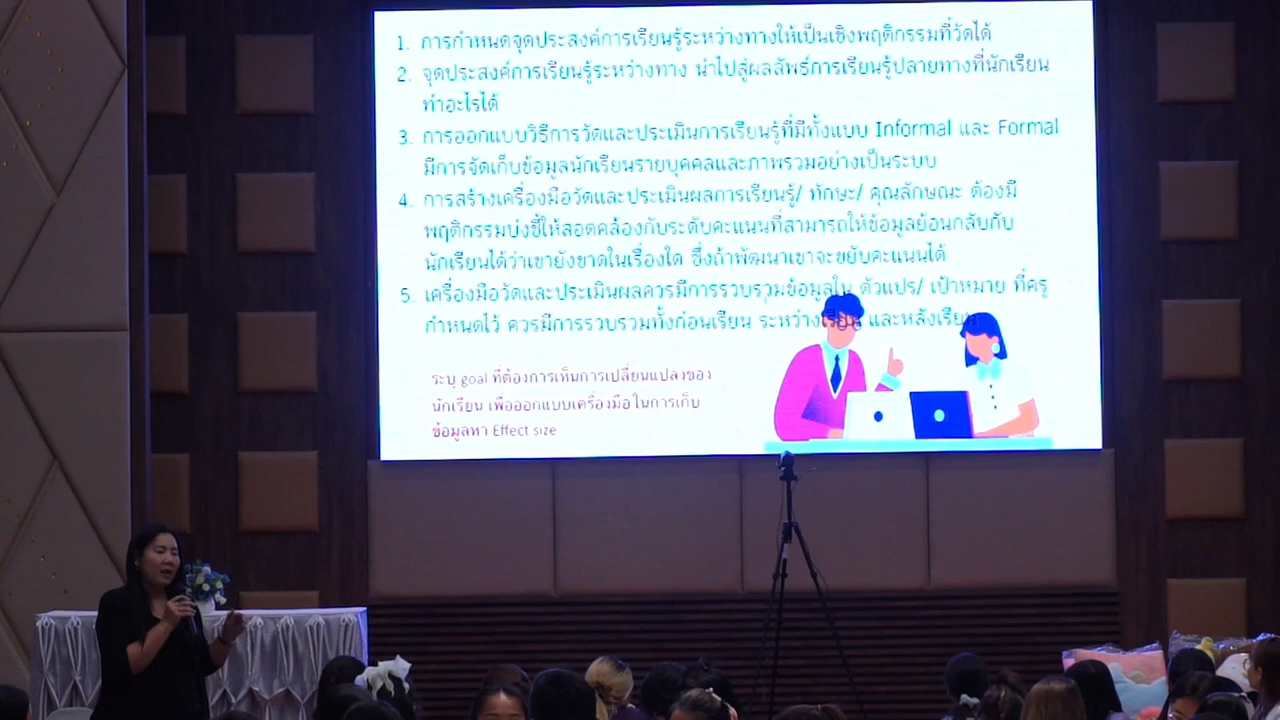 1. การกำหนดจุดประสงค์การเรียนรู้ระหว่างทางให้เป็นเชิงพฤติกรรมที่วัดได้
2. จุดประสงค์การเรียนรู้ระหว่างทาง นำไปสู่ผลลัพธ์การเรียนรู้ปลายทางที่นักเรียน
ทำอะไรได้
3. การออกแบบวิธีการวัดและประเมินการเรียนรู้ที่มีทั้งแบบ Informal และ Formal
มีการจัดเก็บข้อมูลนักเรียนรายบุคคลและภาพรวมอย่างเป็นระบบ
4. การสร้างเครื่องมือวัดและประเมินผลการเรียนรู้/ ทักษะ/ คุณลักษณะ ต้องมี
พฤติกรรมบ่งชี้ให้สอดคล้องกับระดับคะแนนที่สามารถให้ข้อมูลย้อนกลับกับ
นักเรียนได้ว่าเขายังขาดในเรื่องใด ซึ่งถ้าพัฒนาเขาจะขยับคะแนนได้
5. เครื่องมือวัดและประเมินผลควรมีการรวบรวมข้อมูลใน ตัวแปร/ เป้าหมาย ที่ครู
กำหนดไว้ ควรมีการรวบรวมทั้งก่อนเรียน ระหว่างเรียน และหลังเรียน
ระบุ goal ที่ต้องการเห็นการเปลี่ยนแปลงของ
นักเรียน เพื่อออกแบบเครื่องมือในการเก็บ
ข้อมูลหา Effect size